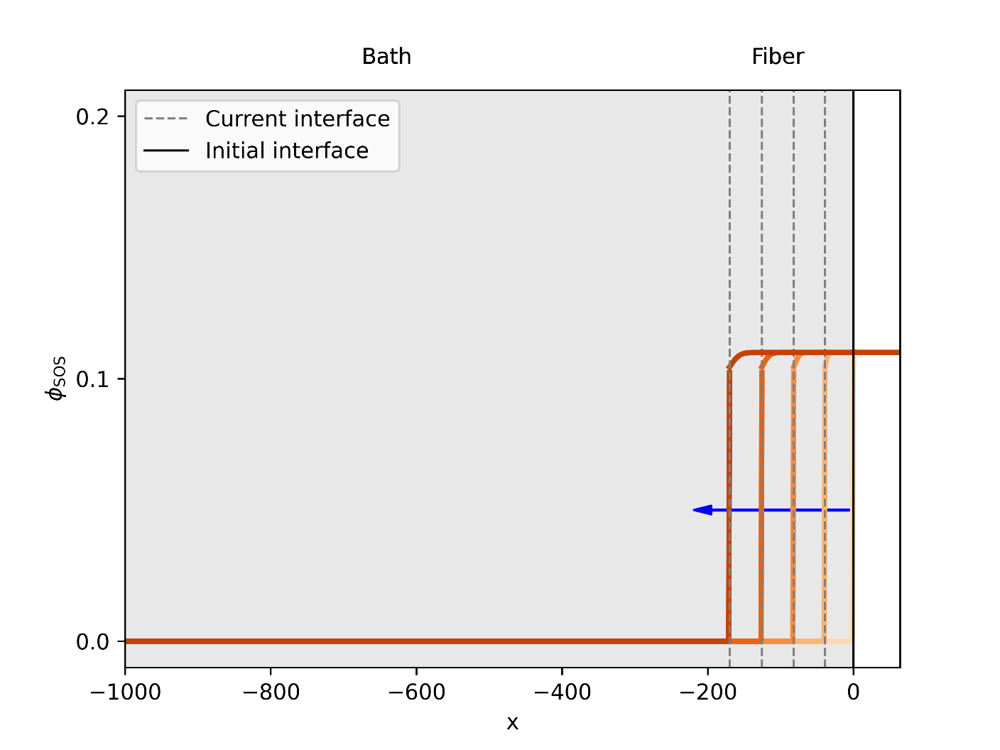 Bath Fiber
Current interface
Initial interface
0.2
0.1
0.0
ϕSOS
−1000 −800 −600 −400 −200 0
x